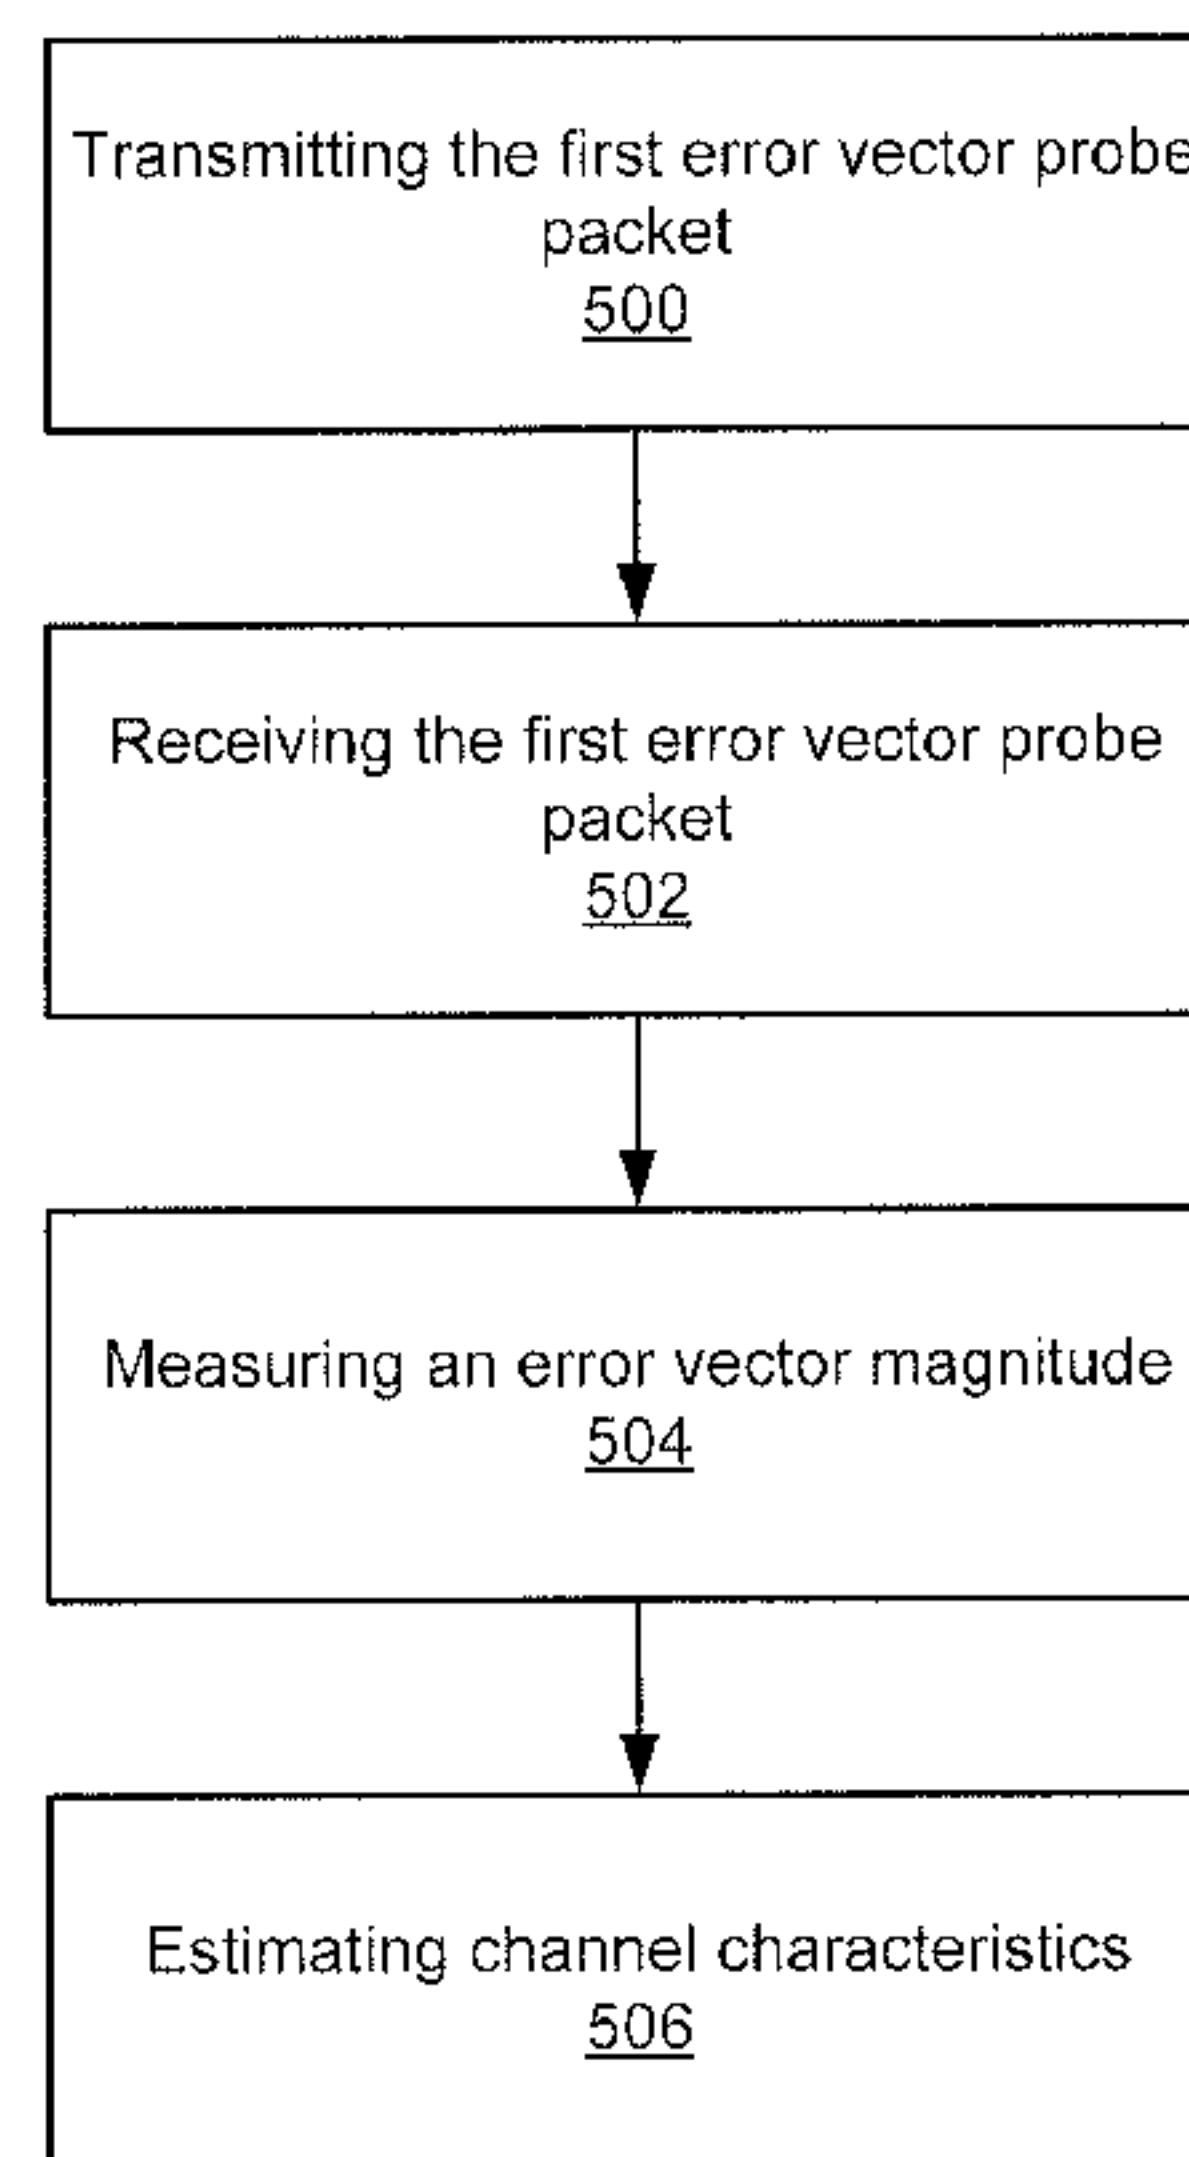 Transmitting the first error vector probe
packet
500
Receiving the first error vector probe
packet
502
Measuring an error vector magnitude
504
Estimating channel characteristics
506